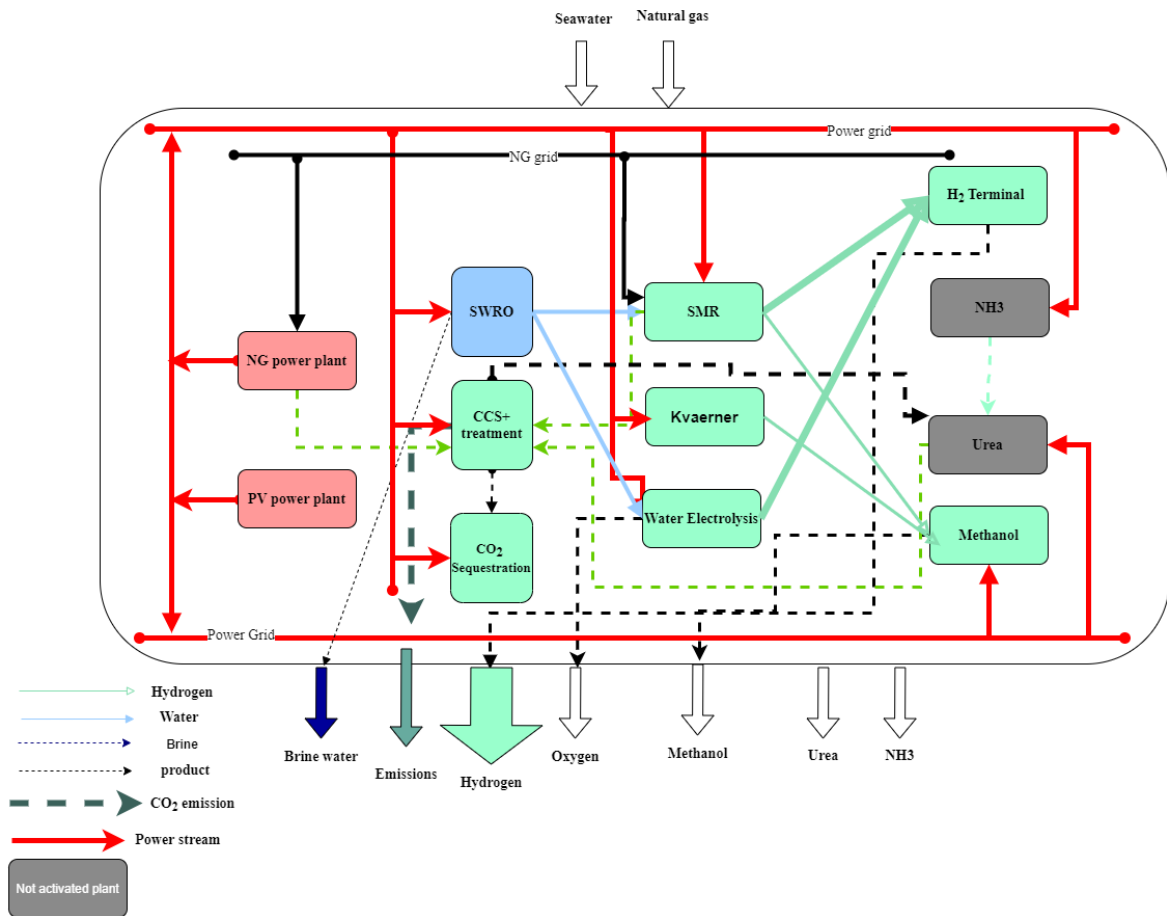 Seawater
Natural gas
Power grid
NG grid
H2 Terminal
SWRO
SMR
NH3
NG power plant
CCS+
treatment
Kvaerner
Urea
PV power plant
Water Electrolysis
Methanol
CO2
Sequestration
Power Grid
Hydrogen
Water
Brine
product
CO2 emission
Power stream
Not activated plant
Brine water
Emissions
Hydrogen
Oxygen
Methanol
Urea
NH3